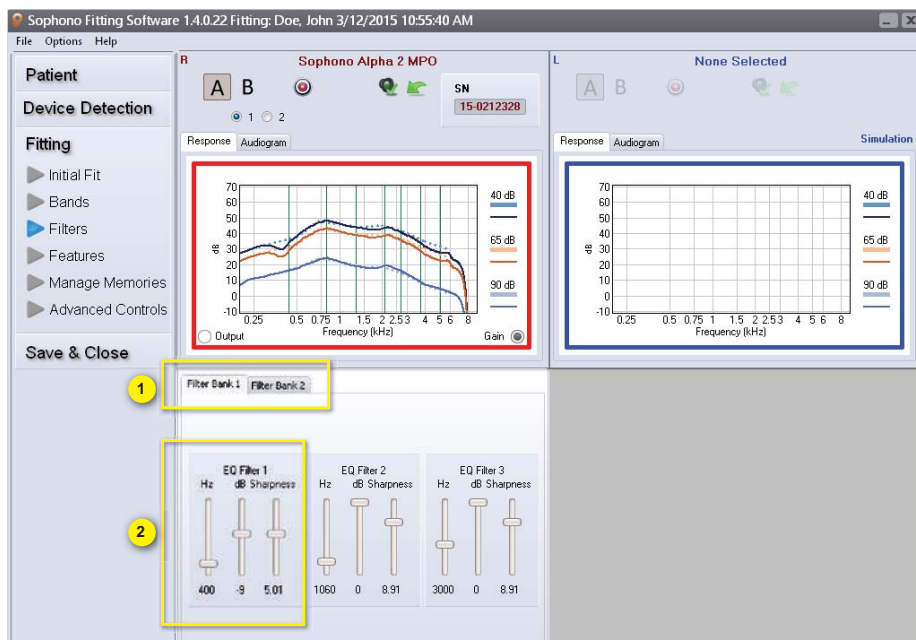 Sophono Fitting Software 1.4.0.22 Fitting: Doe, John 3/12/2015 10:55:40 AM
File Options Help
Patient
Device Detection
Fitting
Initial Fit
Bands
Filters
Features
Manage Memories
Advanced Controls
Save & Close
R Sophono Alpha 2 MPO
A B
SN
15-0212328
1 2
Response Audiogram
70
60
50
40
30
20
10
0
-10
dB
0.25 0.5 0.75 1 1.5 2 2.5 3 4 5 6 8
Frequency (kHz)
Output Gain
40 dB
65 dB
90 dB
L None Selected
A B
Response Audiogram Simulation
70
60
50
40
30
20
10
0
-10
dB
0.25 0.5 0.75 1 1.5 2 2.5 3 4 5 6 8
Frequency (kHz)
40 dB
65 dB
90 dB
1
Filter Bank 1 Filter Bank 2
2
EQ Filter 1
Hz dB Sharpness
400 -9 5.01
EQ Filter 2
Hz dB Sharpness
1060 0 8.91
EQ Filter 3
Hz dB Sharpness
3000 0 8.91